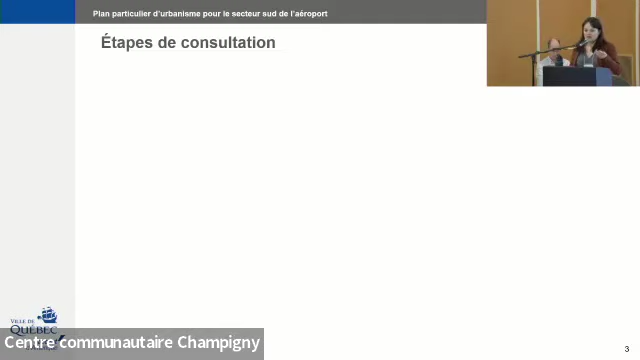 Plan particulier d'urbanisme pour le secteur sud de l'aéroport
Étapes de consultation
VILLE DE
QUÉBEC
Centre communautaire Champigny
3